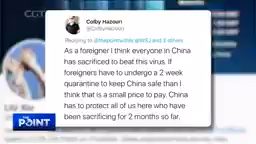 CG
Colby Hazouri
@ColbyHazouri
As a foreigner I think everyone in China
has sacrificed to beat this virus. If
foreigners have to undergo a 2 week
quarantine to keep China safe than I
think that is a small price to pay. China
has to protect all of us here who have
been sacrificing for 2 months so far.
THE
POINT